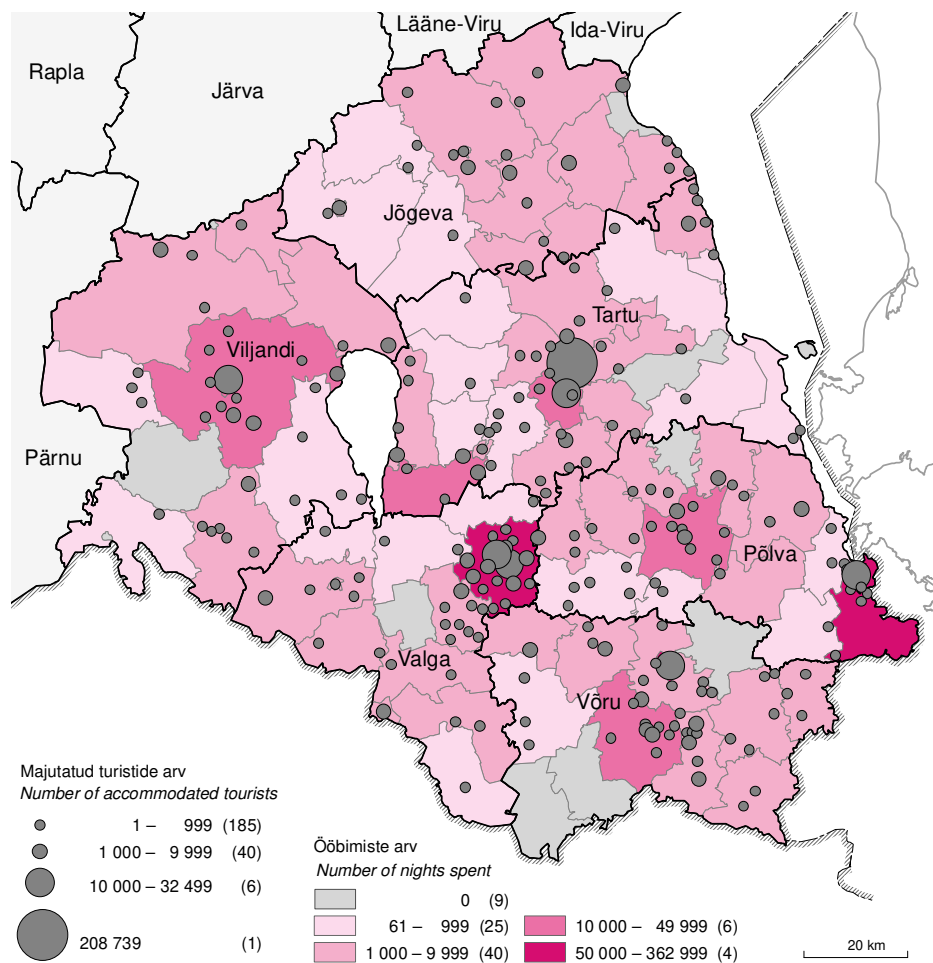 Lääne-Viru
Ida-Viru
Rapla
Järva
Jõgeva
Tartu
Viljandi
Pärnu
Põlva
Valga
Võru
Majutatud turistide arv
Number of accommodated tourists
1 – 999 (185)
1 000 – 9 999 (40)
10 000 – 32 499 (6)
208 739 (1)
Ööbimiste arv
Number of nights spent
0 (9)
61 – 999 (25)
1 000 – 9 999 (40)
10 000 – 49 999 (6)
50 000 – 362 999 (4)
20 km